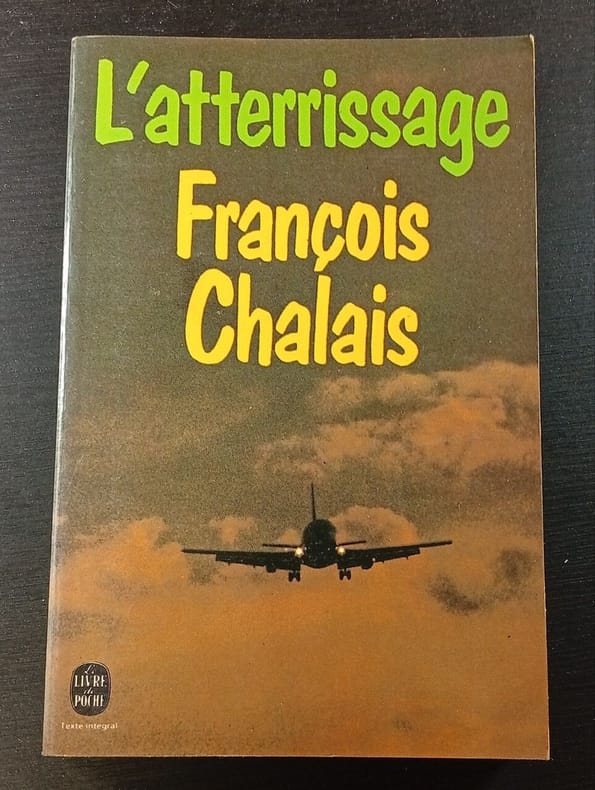 L'atterrissage
François
Chalais
Le
LIVRE
de
POCHE
Texte intégral